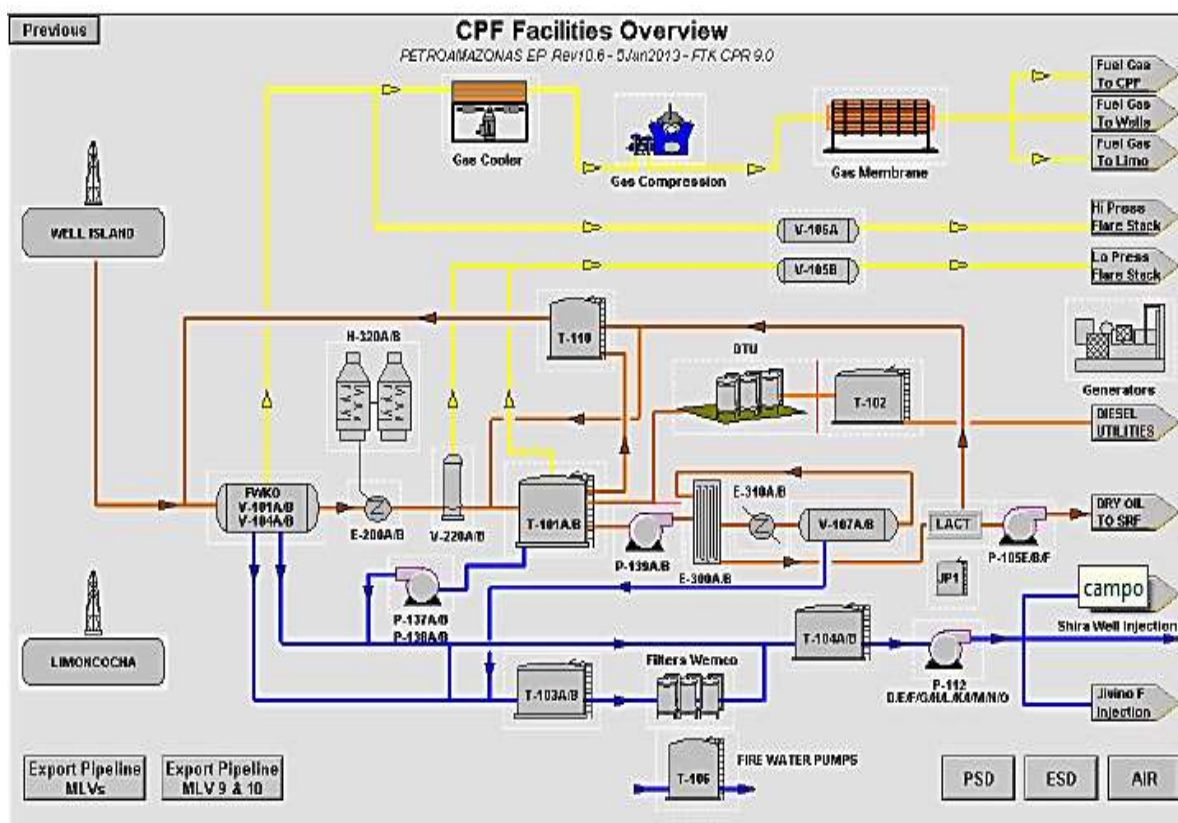 Previous
CPF Facilities Overview
PETROAMAZONAS EP Rev10.6 - 5Jan2013 - FTK CPR 9.0
Fuel Gas
To CPF
Fuel Gas
To Wells
Fuel Gas
To Limo
Gas Cooler
Gas Compression
Gas Membrane
WELL ISLAND
Hi Press
Flare Stack
V-105A
Lo Press
Flare Stack
V-105B
T-110
H-320A/B
DTU
T-102
Generators
DIESEL
UTILITIES
FWKO
V-101A/B
V-104A/B
E-200A/B
V-220A/B
T-101A,B
P-139A/B
E-300A/B
E-310A/B
V-107A/B
LACT
P-105E/B/F
DRY OIL
TO SRF
JP1
P-137A/B
P-138A/B
campo
Shira Well Injection
LIMONCOCHA
T-104A/B
P-112
Filters Wemco
T-103A/B
Jivino F
Injection
Export Pipeline
MLVs
Export Pipeline
MLV 9 & 10
T-106
FIRE WATER PUMPS
PSD
ESD
AIR